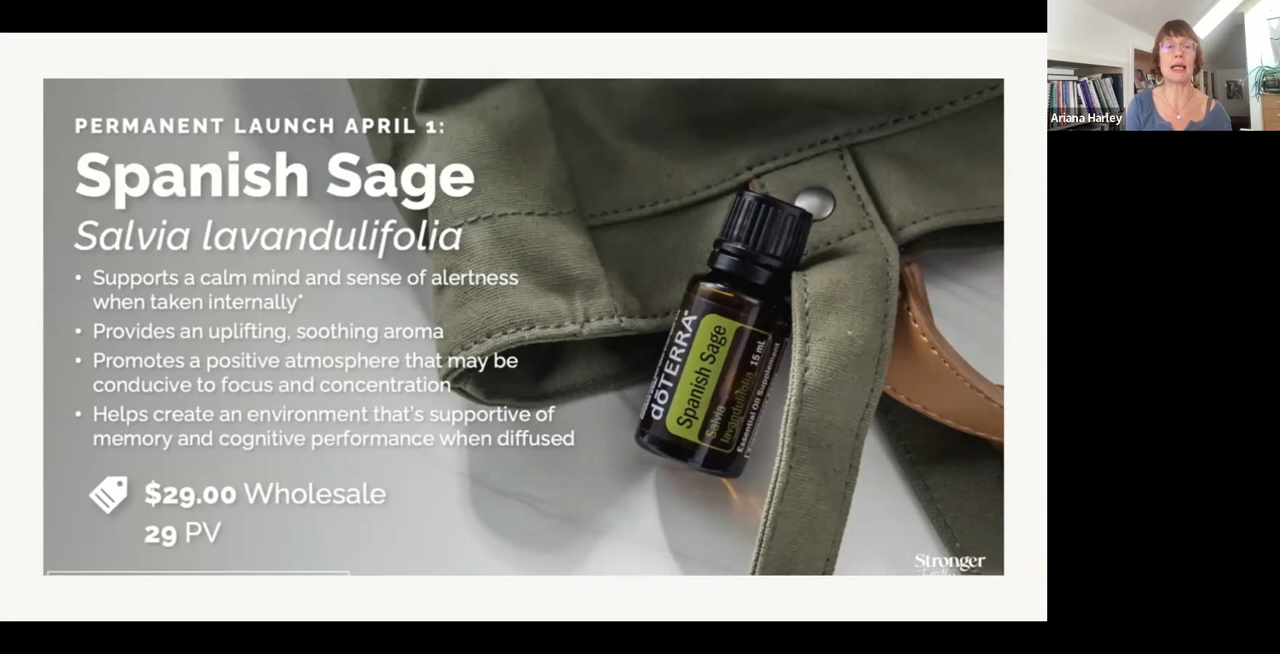 PERMANENT LAUNCH APRIL 1:
Spanish Sage
Salvia lavandulifolia
• Supports a calm mind and sense of alertness
when taken internally*
• Provides an uplifting, soothing aroma
• Promotes a positive atmosphere that may be
conducive to focus and concentration
• Helps create an environment that's supportive of
memory and cognitive performance when diffused
$29.00 Wholesale
29 PV
dōTERRA
Spanish Sage
Salvia
lavandulifolia 15 mL
Essential Oil Supplement
Stronger
Ariana Harley